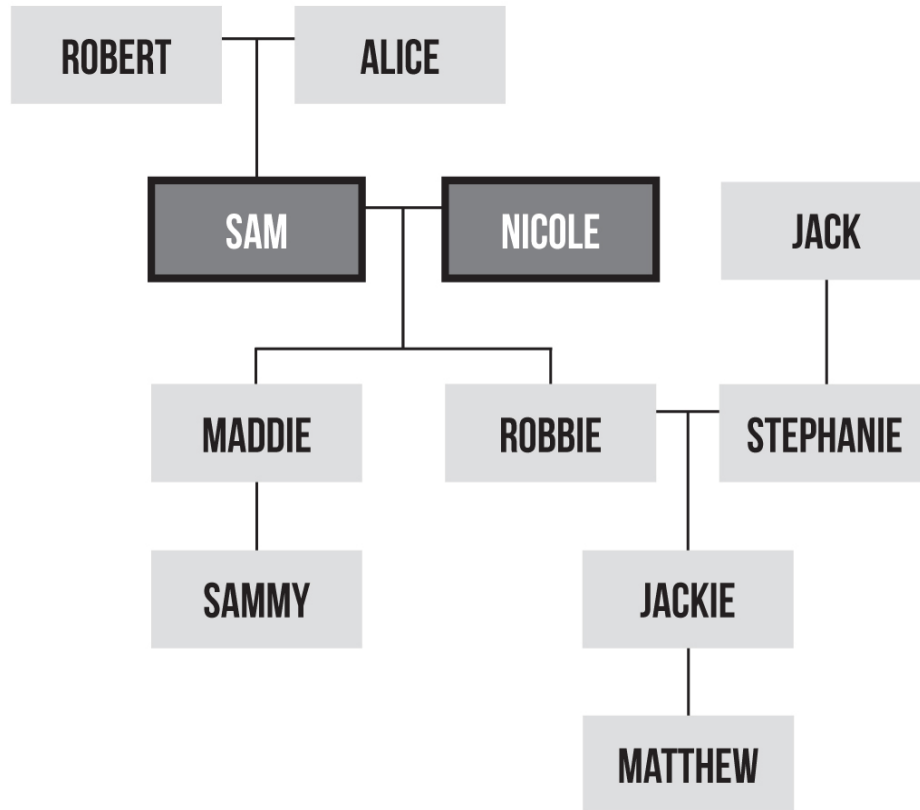 ROBERT
ALICE
SAM
NICOLE
JACK
MADDIE
ROBBIE
STEPHANIE
SAMMY
JACKIE
MATTHEW